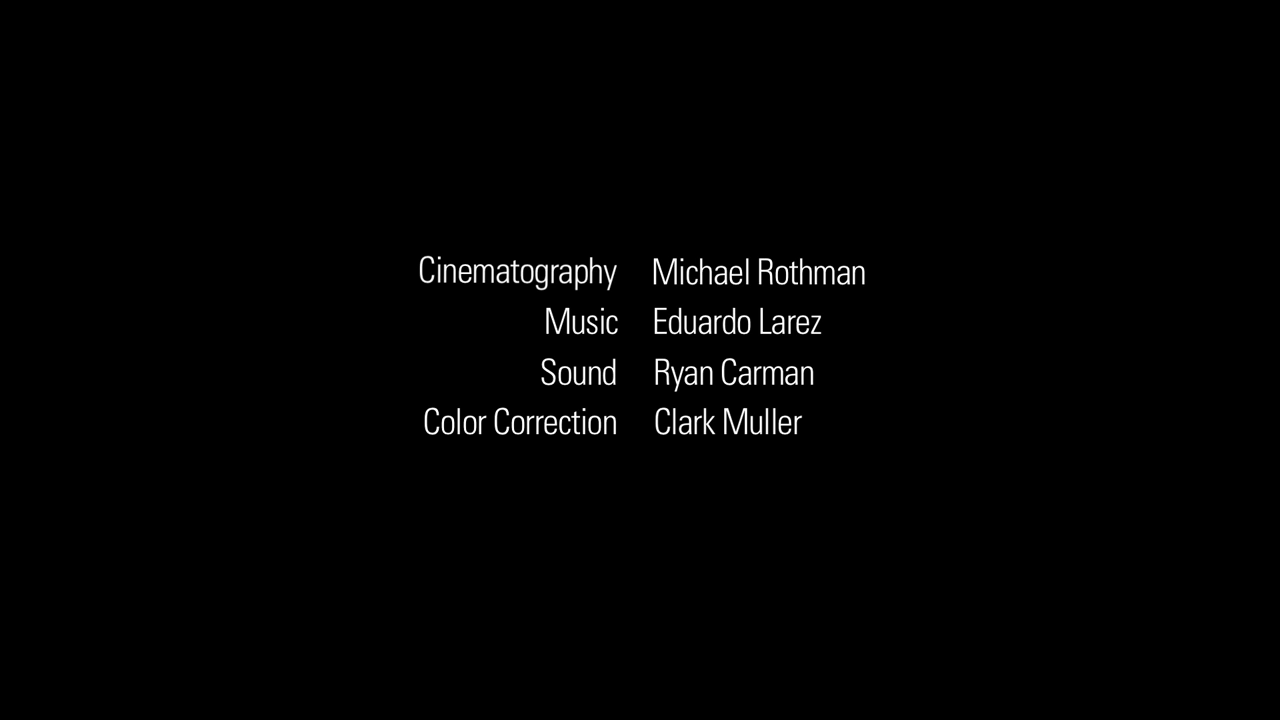 Cinematography Michael Rothman
Music Eduardo Larez
Sound Ryan Carman
Color Correction Clark Muller